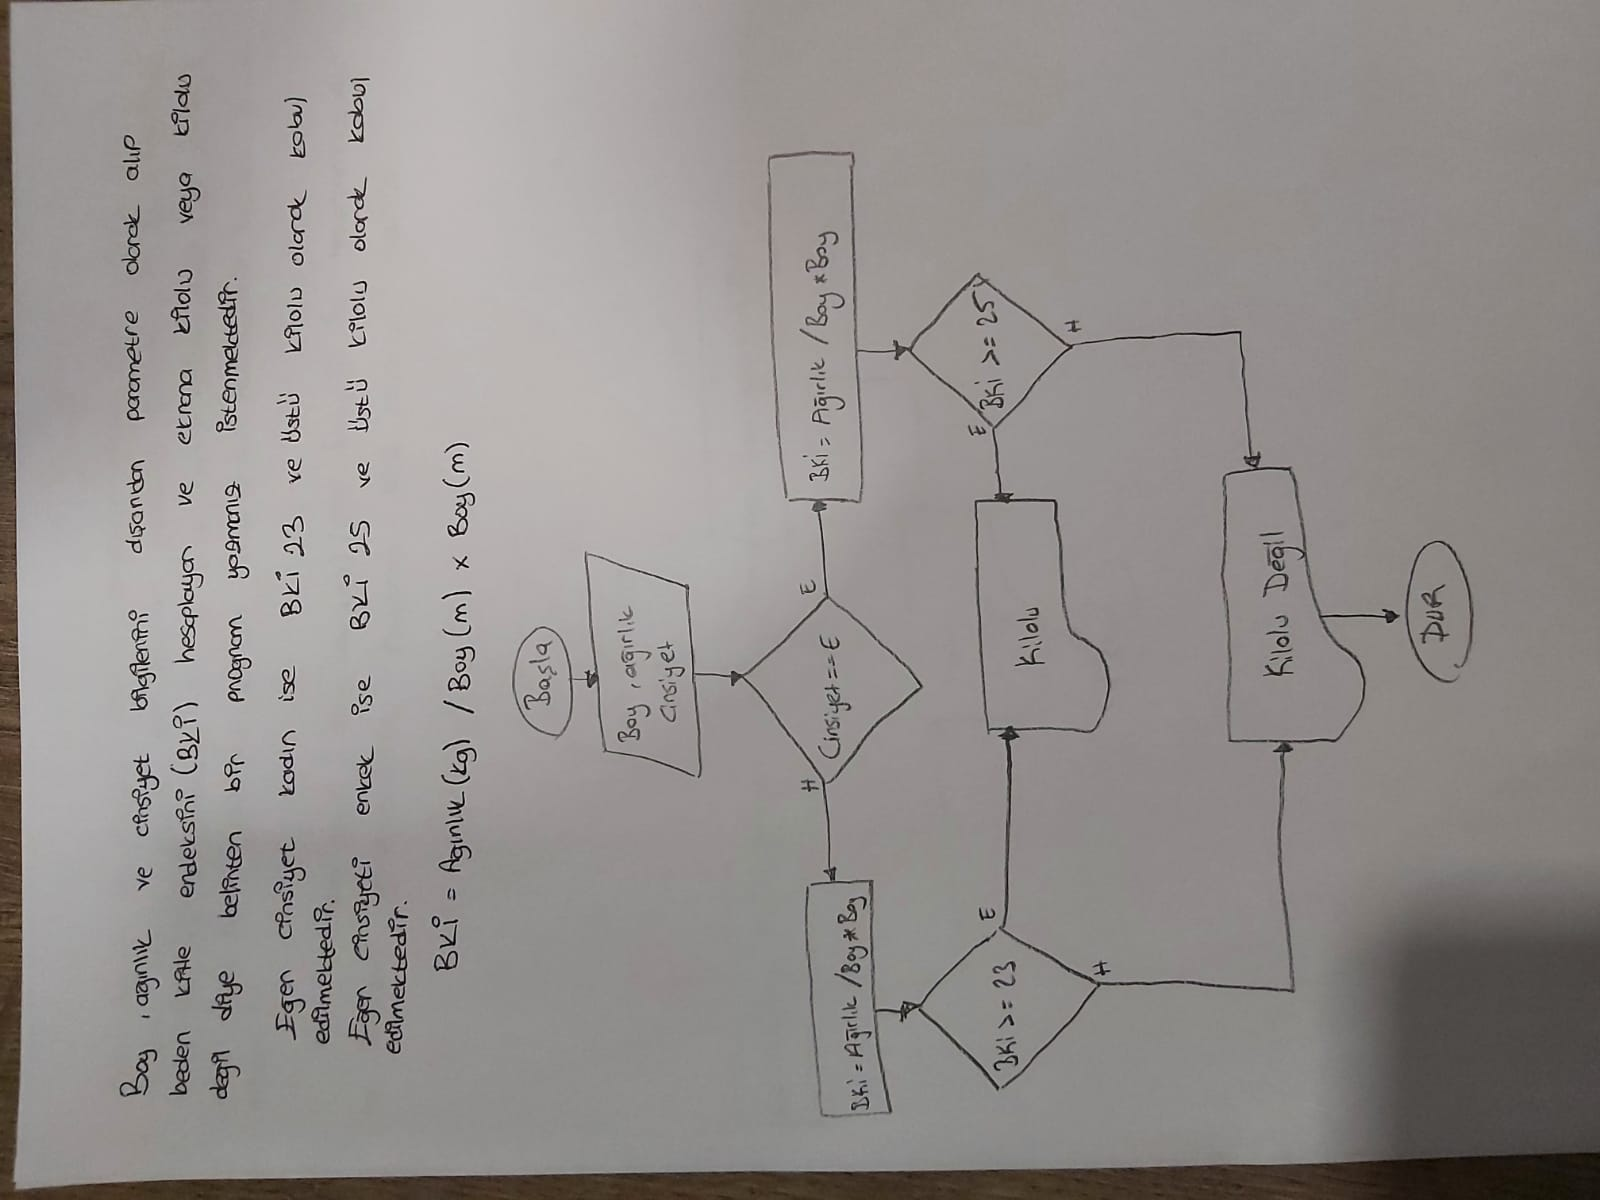 Boy, ağırlık ve cinsiyet bilgilerini dışarıdan parametre olarak alıp
beden kitle endeksini (BKİ) hesaplayan ve ekrana kilolu veya kilolu
değil diye belirten bir program yazmanız istenmektedir.
Eğer cinsiyet kadın ise BKİ 23 ve üstü kilolu olarak kabul
edilmektedir.
Eğer cinsiyeti erkek ise BKİ 25 ve üstü kilolu olarak kabul
edilmektedir.
BKİ = Ağırlık (kg) / Boy (m) x Boy (m)
Başla
Boy, ağırlık
Cinsiyet
Cinsiyet==E
H
E
BKİ = Ağırlık / Boy * Boy
BKİ = Ağırlık / Boy * Boy
BKİ >= 23
E
H
BKİ >= 25
E
H
Kilolu
Kilolu Değil
DUR